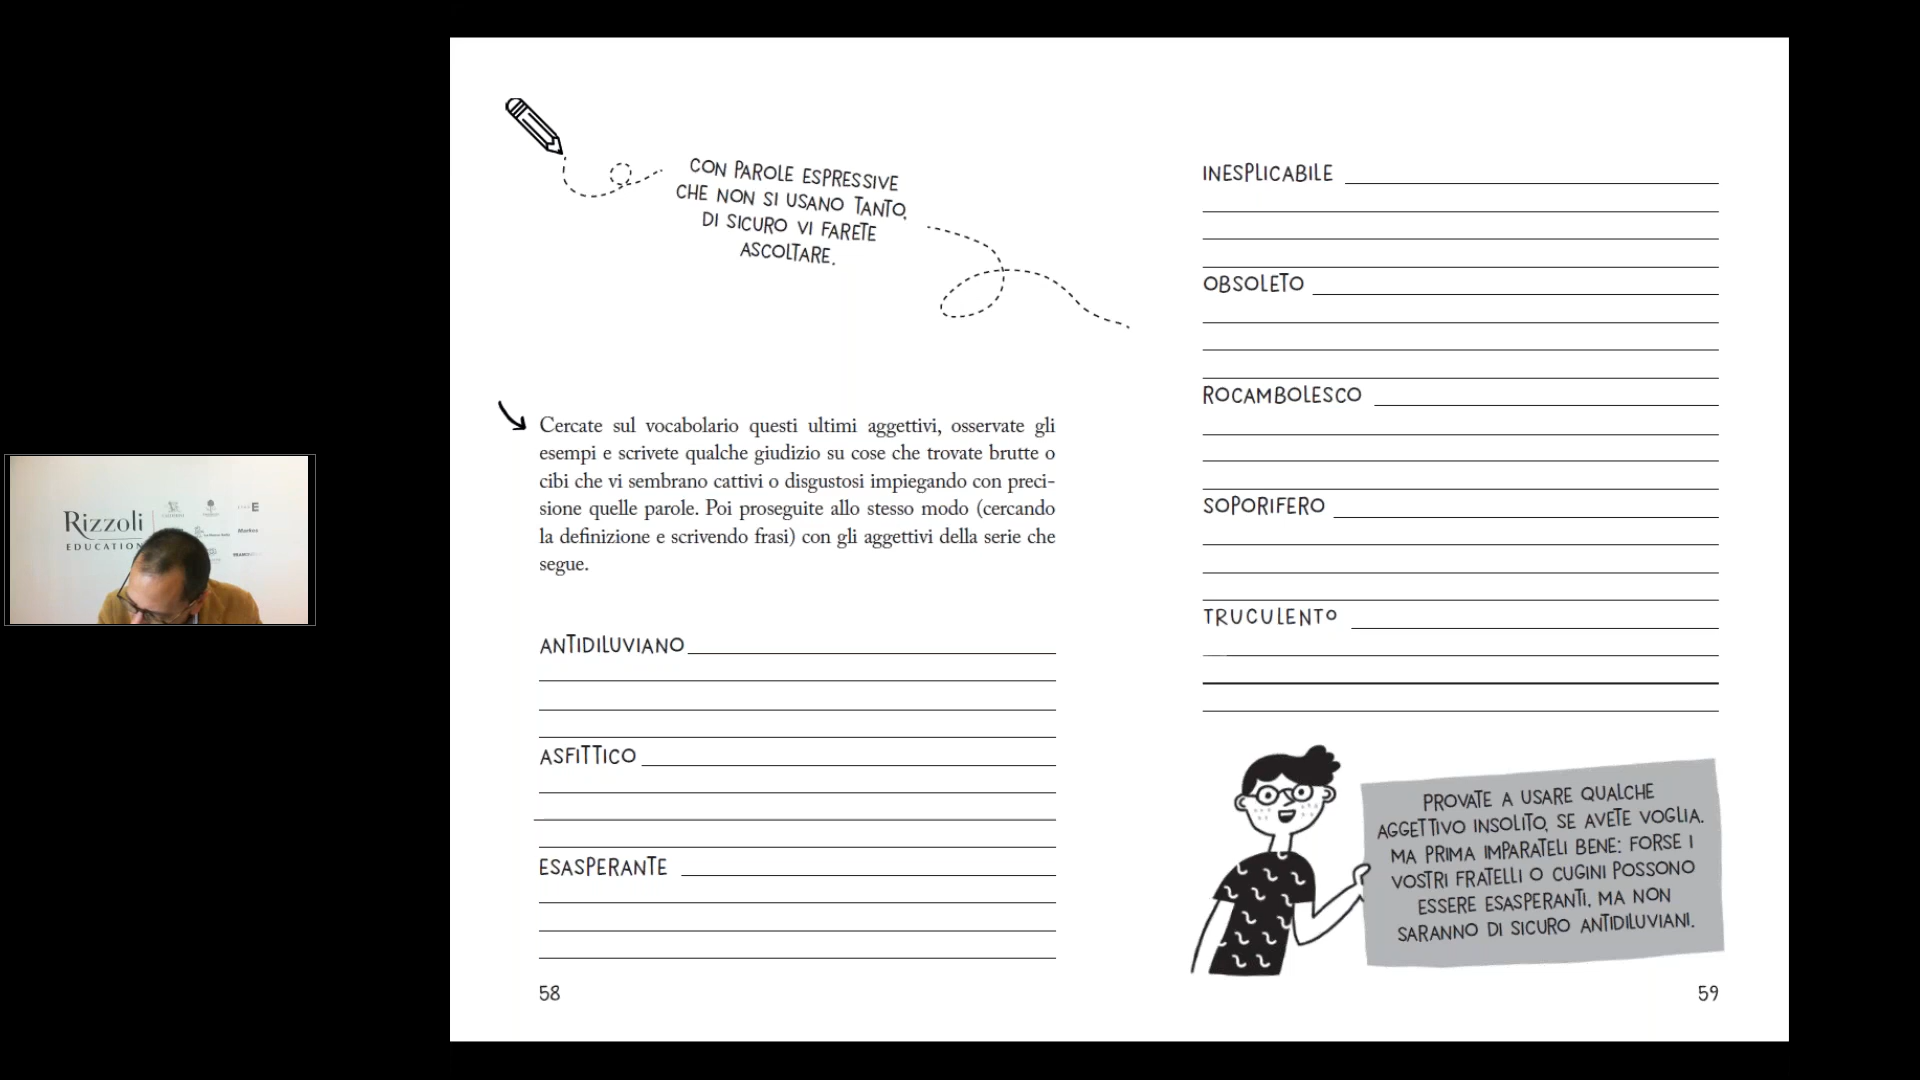 CON PAROLE ESPRESSIVE
CHE NON SI USANO TANTO,
DI SICURO VI FARETE
ASCOLTARE.
Cercate sul vocabolario questi ultimi aggettivi, osservate gli
esempi e scrivete qualche giudizio su cose che trovate brutte o
cibi che vi sembrano cattivi o disgustosi impiegando con preci-
sione quelle parole. Poi proseguite allo stesso modo (cercando
la definizione e scrivendo frasi) con gli aggettivi della serie che
segue.
ANTIDILUVIANO
ASFITTICO
ESASPERANTE
58
INESPLICABILE
OBSOLETO
ROCAMBOLESCO
SOPORIFERO
TRUCULENTO
PROVATE A USARE QUALCHE
AGGETTIVO INSOLITO, SE AVETE VOGLIA.
MA PRIMA IMPARATELI BENE: FORSE I
VOSTRI FRATELLI O CUGINI POSSONO
ESSERE ESASPERANTI, MA NON
SARANNO DI SICURO ANTIDILUVIANI.
59
Rizzoli
EDUCATION